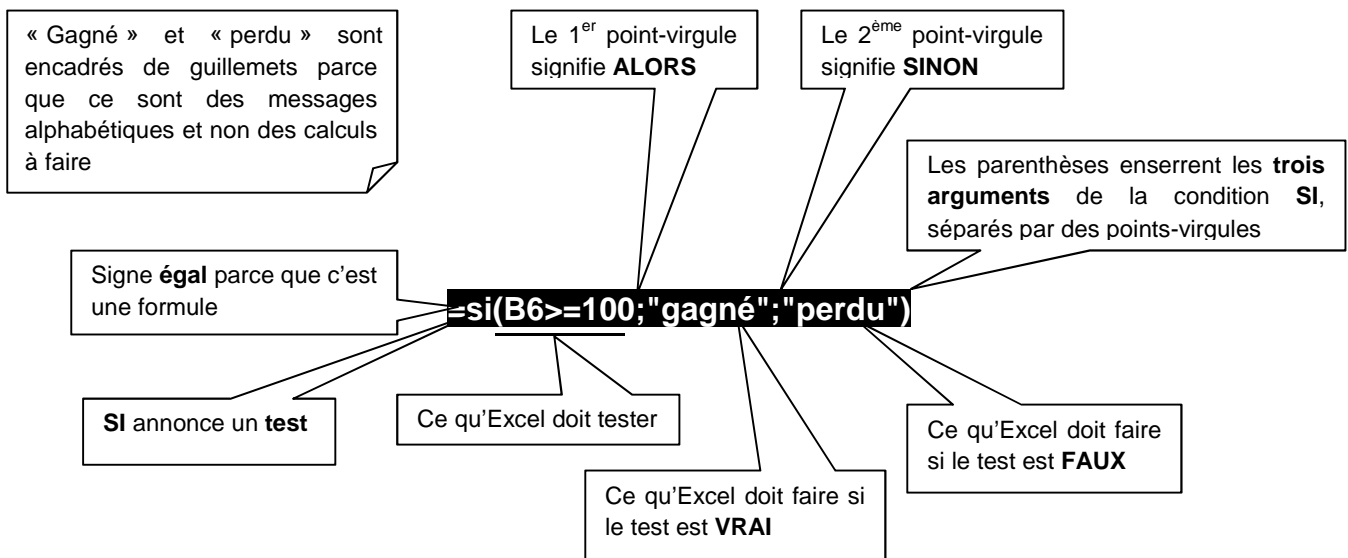 « Gagné » et « perdu » sont
encadrés de guillemets parce
que ce sont des messages
alphabétiques et non des calculs
à faire
Le 1er point-virgule
signifie ALORS
Le 2ème point-virgule
signifie SINON
Les parenthèses enserrent les trois
arguments de la condition SI,
séparés par des points-virgules
Signe égal parce que c’est
une formule
=si(B6>=100;"gagné";"perdu")
SI annonce un test
Ce qu’Excel doit tester
Ce qu’Excel doit faire
si le test est FAUX
Ce qu’Excel doit faire si
le test est VRAI